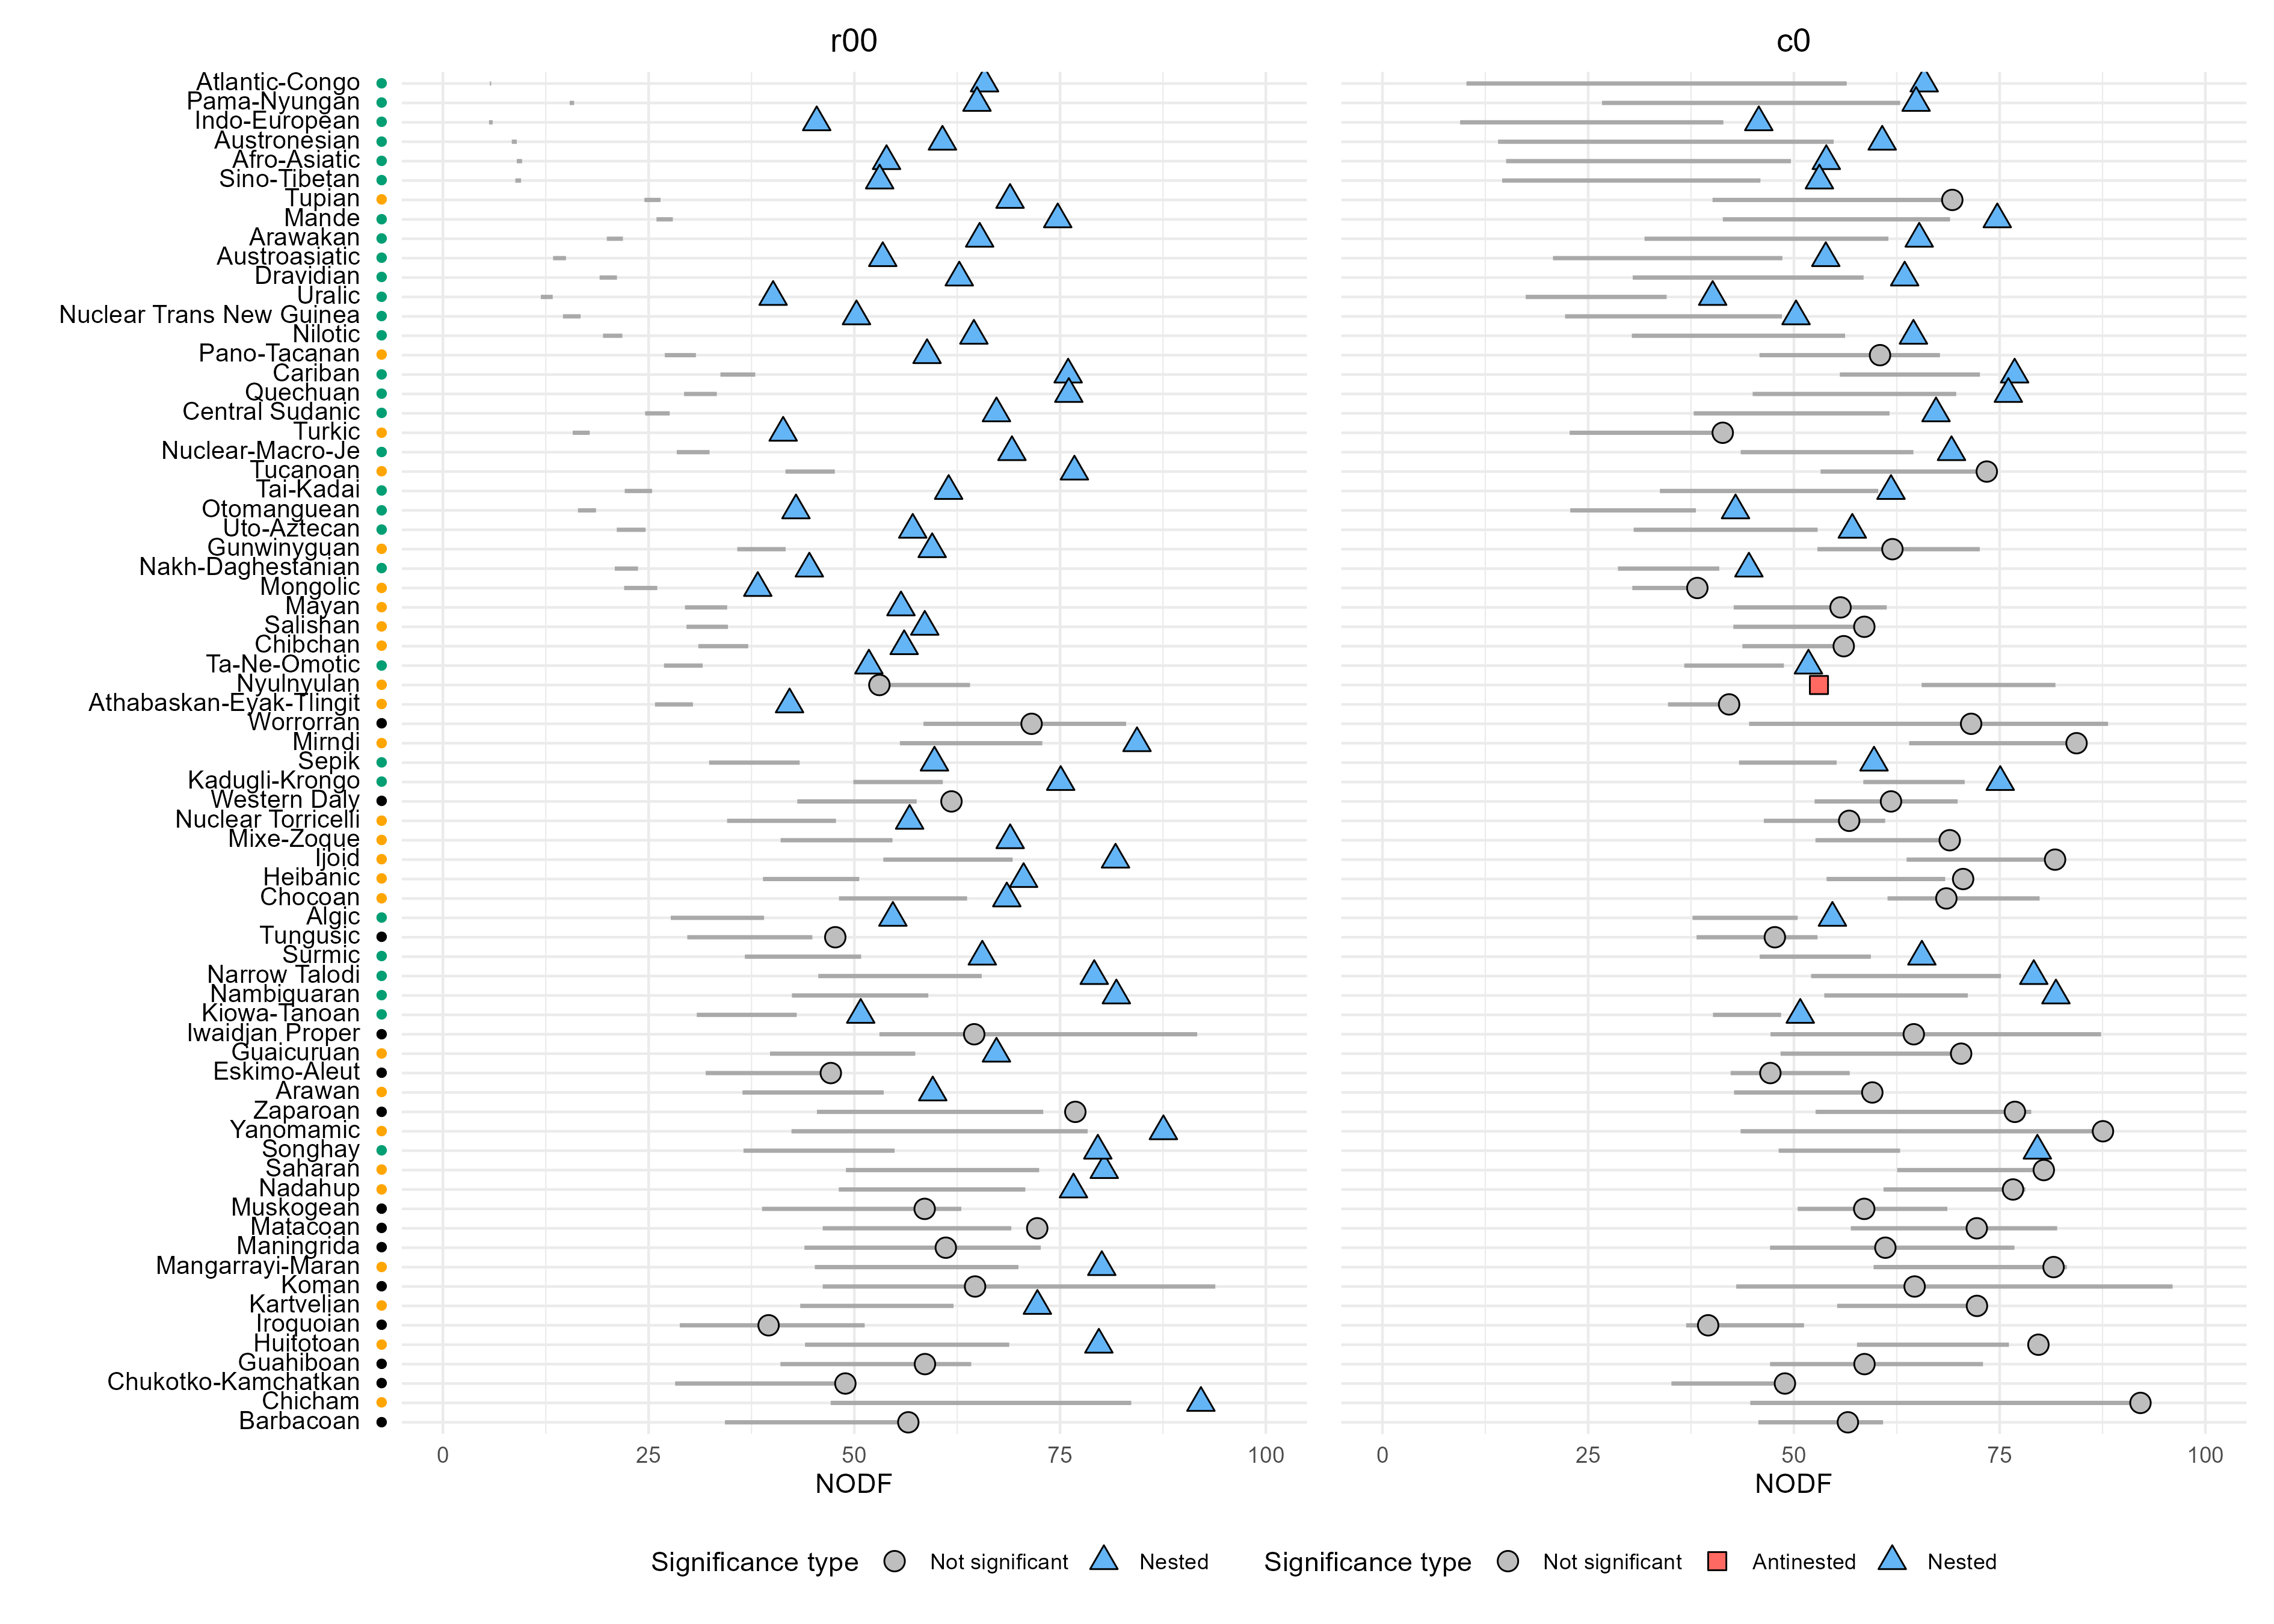 r00
c0
Atlantic-Congo
Pama-Nyungan
Indo-European
Austronesian
Afro-Asiatic
Sino-Tibetan
Tupian
Mande
Arawakan
Austroasiatic
Dravidian
Uralic
Nuclear Trans New Guinea
Nilotic
Pano-Tacanan
Cariban
Quechuan
Central Sudanic
Turkic
Nuclear-Macro-Je
Tucanoan
Tai-Kadai
Otomanguean
Uto-Aztecan
Gunwinyguan
Nakh-Daghestanian
Mongolic
Mayan
Salishan
Chibchan
Ta-Ne-Omotic
Nyulnyulan
Athabaskan-Eyak-Tlingit
Worrorran
Mirndi
Sepik
Kadugli-Krongo
Western Daly
Nuclear Torricelli
Mixe-Zoque
Ijoid
Heibanic
Chocoan
Algic
Tungusic
Surmic
Narrow Talodi
Nambiquaran
Kiowa-Tanoan
Iwaidjan Proper
Guaicuruan
Eskimo-Aleut
Arawan
Zaparoan
Yanomamic
Songhay
Saharan
Nadahup
Muskogean
Matacoan
Maningrida
Mangarrayi-Maran
Koman
Kartvelian
Iroquoian
Huitotoan
Guahiboan
Chukotko-Kamchatkan
Chicham
Barbacoan
0 25 50 75 100
0 25 50 75 100
NODF
NODF
Significance type Not significant Nested
Significance type Not significant Antinested Nested